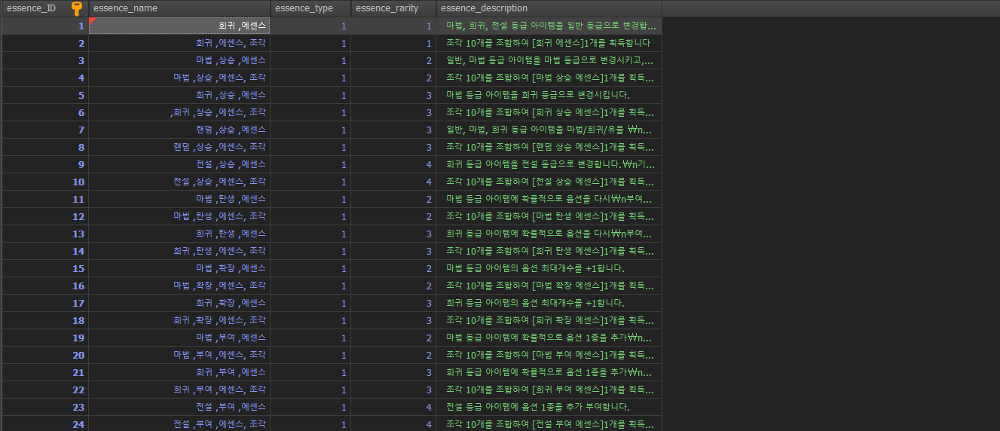 essence_ID essence_name essence_type essence_rarity essence_description
1 희귀 ,에센스 1 1 마법, 희귀, 전설 등급 아이템을 일반 등급으로 변경합...
2 회귀 ,에센스, 조각 1 1 조각 10개를 조합하여 [회귀 에센스]1개를 획득합니다
3 마법 ,상승 ,에센스 1 2 일반, 마법 등급 아이템을 마법 등급으로 변경시키고,...
4 마법 ,상승 ,에센스, 조각 1 2 조각 10개를 조합하여 [마법 상승 에센스]1개를 획득...
5 희귀 ,상승 ,에센스 1 3 마법 등급 아이템을 희귀 등급으로 변경시킵니다.
6 ,희귀 ,상승 ,에센스, 조각 1 3 조각 10개를 조합하여 [희귀 상승 에센스]1개를 획득...
7 랜덤 ,상승 ,에센스 1 3 일반, 마법, 희귀 등급 아이템을 마법/희귀/유물 ₩n...
8 랜덤 ,상승 ,에센스, 조각 1 3 조각 10개를 조합하여 [랜덤 상승 에센스]1개를 획득...
9 전설 ,상승 ,에센스 1 4 희귀 등급 아이템을 전설 등급으로 변경합니다.₩n기...
10 전설 ,상승 ,에센스, 조각 1 4 조각 10개를 조합하여 [전설 상승 에센스]1개를 획득...
11 마법 ,탄생 ,에센스 1 2 마법 등급 아이템에 확률적으로 옵션을 다시₩n부여...
12 마법 ,탄생 ,에센스, 조각 1 2 조각 10개를 조합하여 [마법 탄생 에센스]1개를 획득...
13 희귀 ,탄생 ,에센스 1 3 희귀 등급 아이템에 확률적으로 옵션을 다시₩n부여...
14 희귀 ,탄생 ,에센스, 조각 1 3 조각 10개를 조합하여 [희귀 탄생 에센스]1개를 획득...
15 마법 ,확장 ,에센스 1 2 마법 등급 아이템의 옵션 최대개수를 +1합니다.
16 마법 ,확장 ,에센스, 조각 1 2 조각 10개를 조합하여 [마법 확장 에센스]1개를 획득...
17 희귀 ,확장 ,에센스 1 3 희귀 등급 아이템의 옵션 최대개수를 +1합니다.
18 희귀 ,확장 ,에센스, 조각 1 3 조각 10개를 조합하여 [희귀 확장 에센스]1개를 획득...
19 마법 ,부여 ,에센스 1 2 마법 등급 아이템에 확률적으로 옵션 1종을 추가₩n...
20 마법 ,부여 ,에센스, 조각 1 2 조각 10개를 조합하여 [마법 부여 에센스]1개를 획득...
21 희귀 ,부여 ,에센스 1 3 희귀 등급 아이템에 확률적으로 옵션 1종을 추가₩n...
22 희귀 ,부여 ,에센스, 조각 1 3 조각 10개를 조합하여 [희귀 부여 에센스]1개를 획득...
23 전설 ,부여 ,에센스 1 4 전설 등급 아이템에 옵션 1종을 추가 부여합니다.
24 전설 ,부여 ,에센스, 조각 1 4 조각 10개를 조합하여 [전설 부여 에센스]1개를 획득...